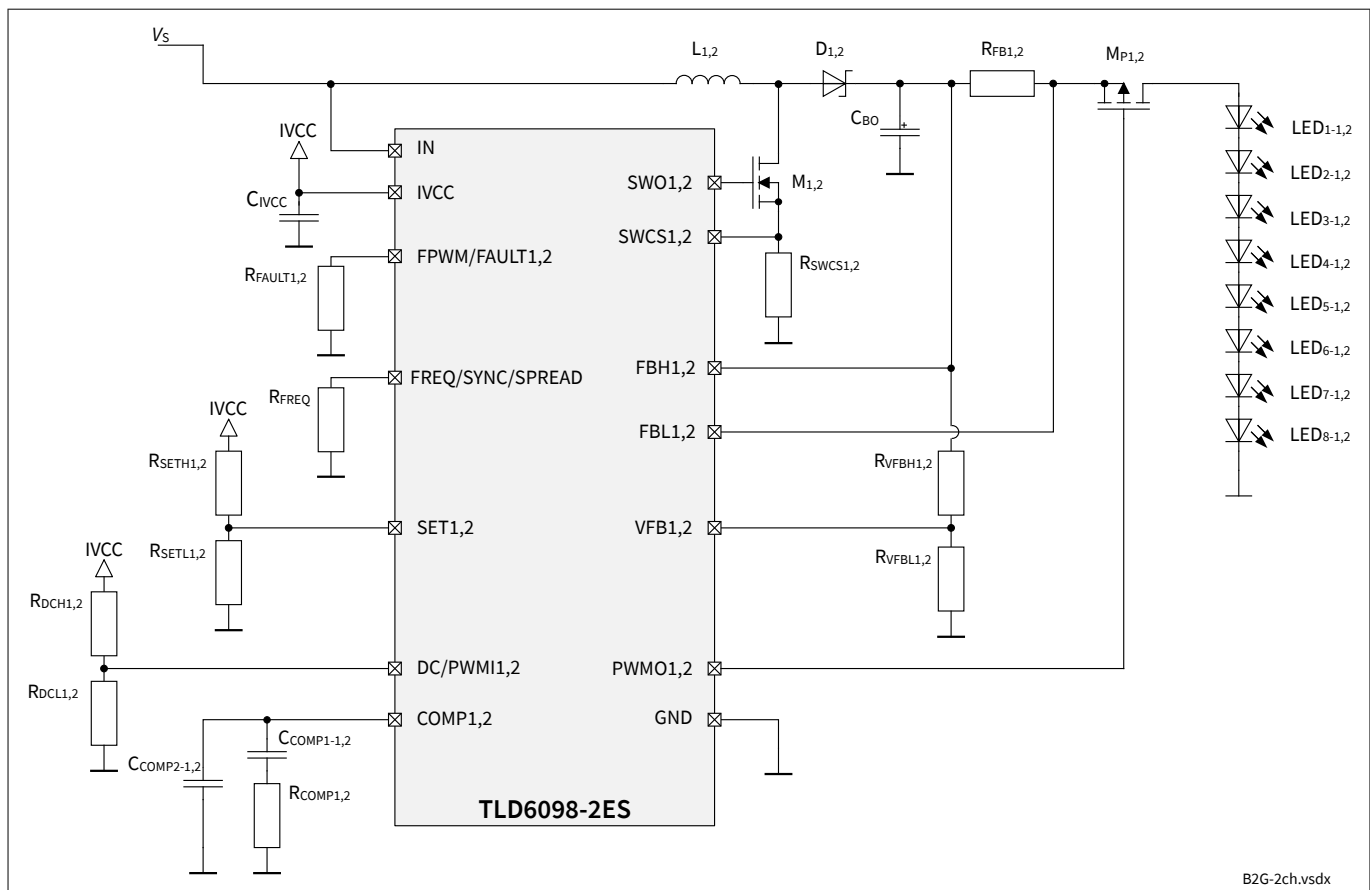 VS
L1,2
D1,2
RFB1,2
MP1,2
CBO
+
IVCC
IN
IVCC
CIVCC
SWO1,2
M1,2
SWCS1,2
RSWCS1,2
FPWM/FAULT1,2
RFAULT1,2
FREQ/SYNC/SPREAD
RFREQ
FBH1,2
FBL1,2
IVCC
RSETH1,2
RSETL1,2
SET1,2
VFB1,2
RVFBH1,2
RVFBL1,2
IVCC
RDCH1,2
RDCL1,2
DC/PWMI1,2
PWMO1,2
COMP1,2
GND
CCOMP1-1,2
CCOMP2-1,2
RCOMP1,2
TLD6098-2ES
LED1-1,2
LED2-1,2
LED3-1,2
LED4-1,2
LED5-1,2
LED6-1,2
LED7-1,2
LED8-1,2
B2G-2ch.vsdx